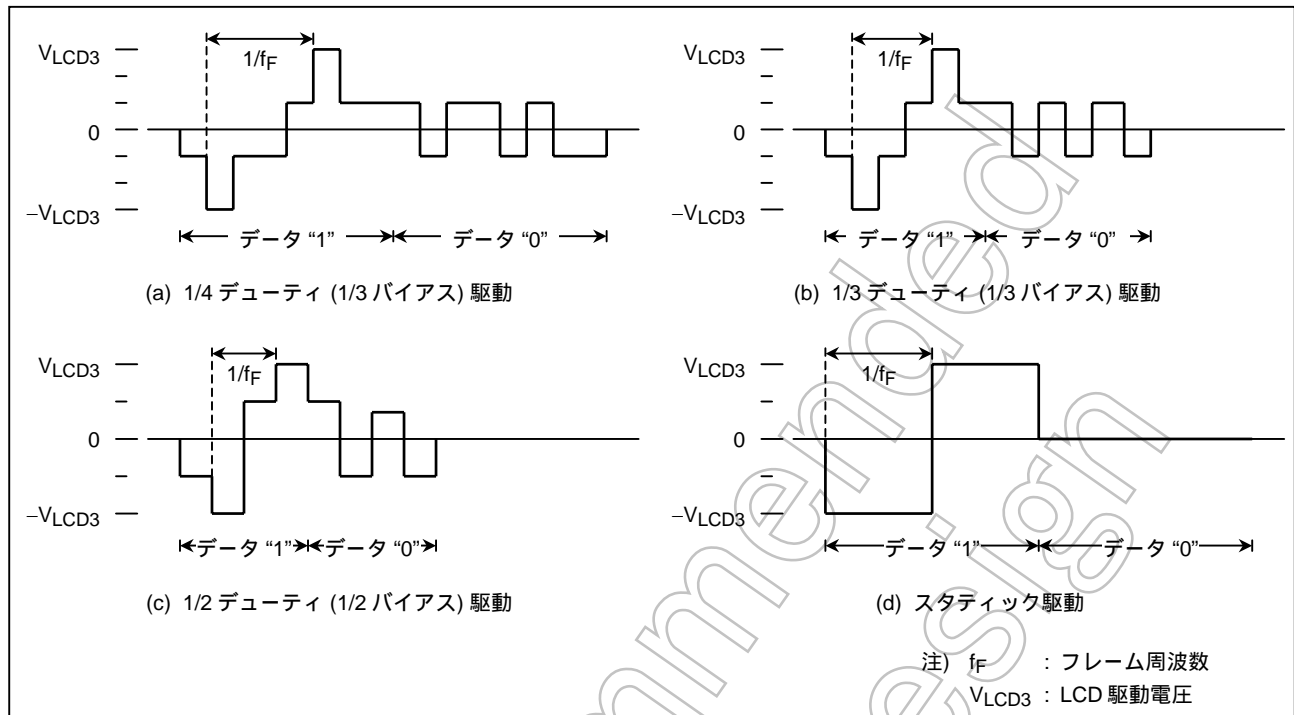 VLCD3
0
−VLCD3
1/fF
データ “1”
データ “0”
(a) 1/4 デューティ (1/3 バイアス) 駆動
VLCD3
0
−VLCD3
1/fF
データ “1”
データ “0”
(b) 1/3 デューティ (1/3 バイアス) 駆動
VLCD3
0
−VLCD3
1/fF
データ “1”
データ “0”
(c) 1/2 デューティ (1/2 バイアス) 駆動
VLCD3
0
−VLCD3
1/fF
データ “1”
データ “0”
(d) スタティック駆動
注) fF : フレーム周波数
VLCD3 : LCD 駆動電圧
mmended
esign